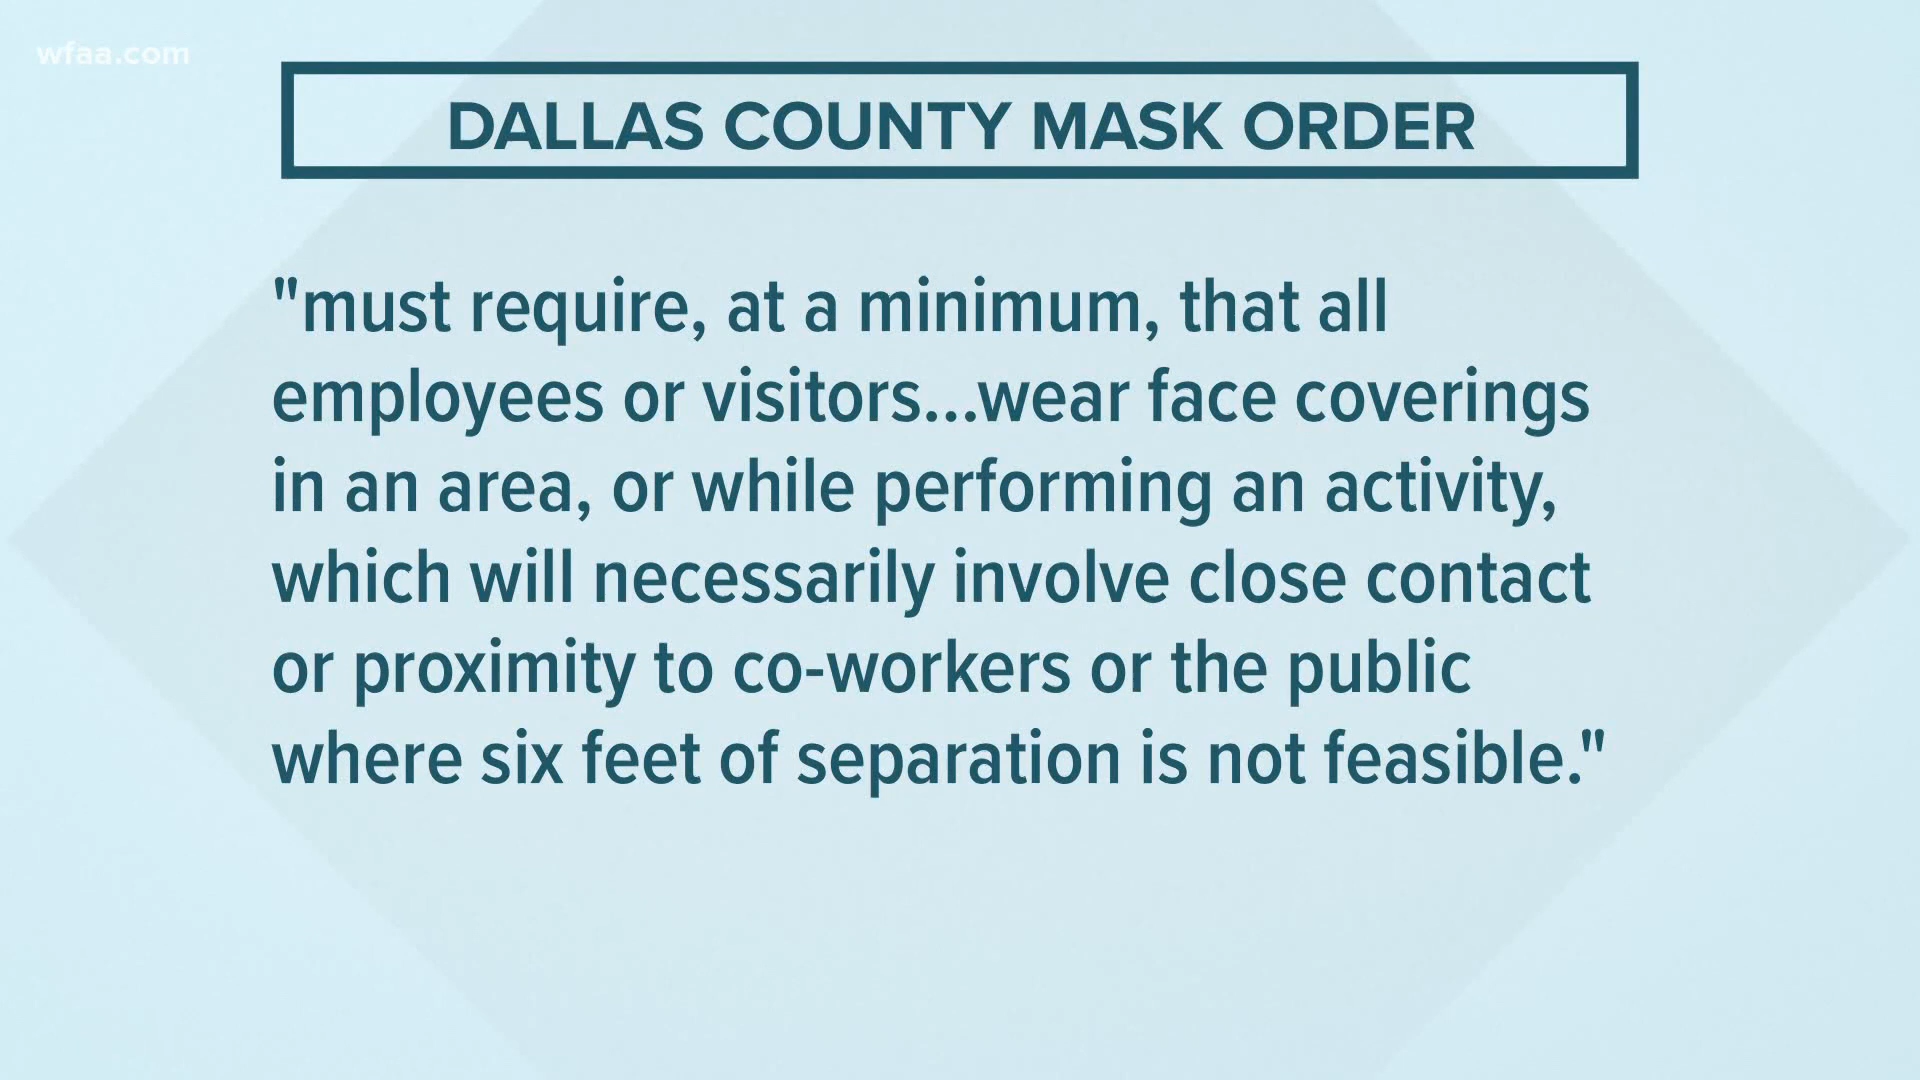 wfaa.com
DALLAS COUNTY MASK ORDER
"must require, at a minimum, that all
employees or visitors...wear face coverings
in an area, or while performing an activity,
which will necessarily involve close contact
or proximity to co-workers or the public
where six feet of separation is not feasible."